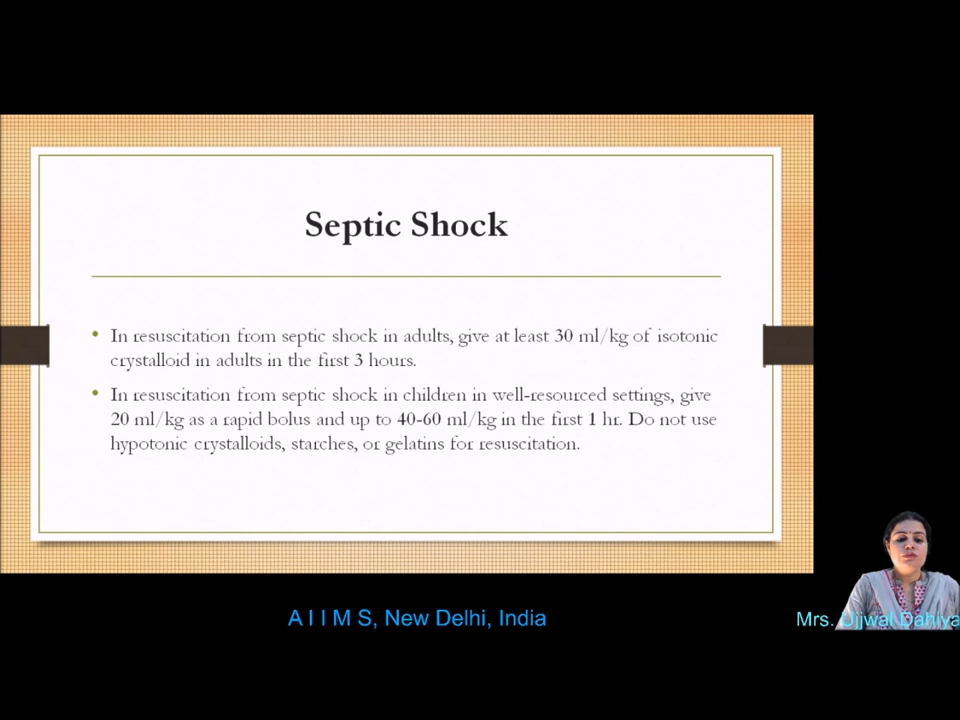 Septic Shock
• In resuscitation from septic shock in adults, give at least 30 ml/kg of isotonic
crystalloid in adults in the first 3 hours.
• In resuscitation from septic shock in children in well-resourced settings, give
20 ml/kg as a rapid bolus and up to 40-60 ml/kg in the first 1 hr. Do not use
hypotonic crystalloids, starches, or gelatins for resuscitation.
A I I M S, New Delhi, India
Mrs. Ujjwal Dahiya